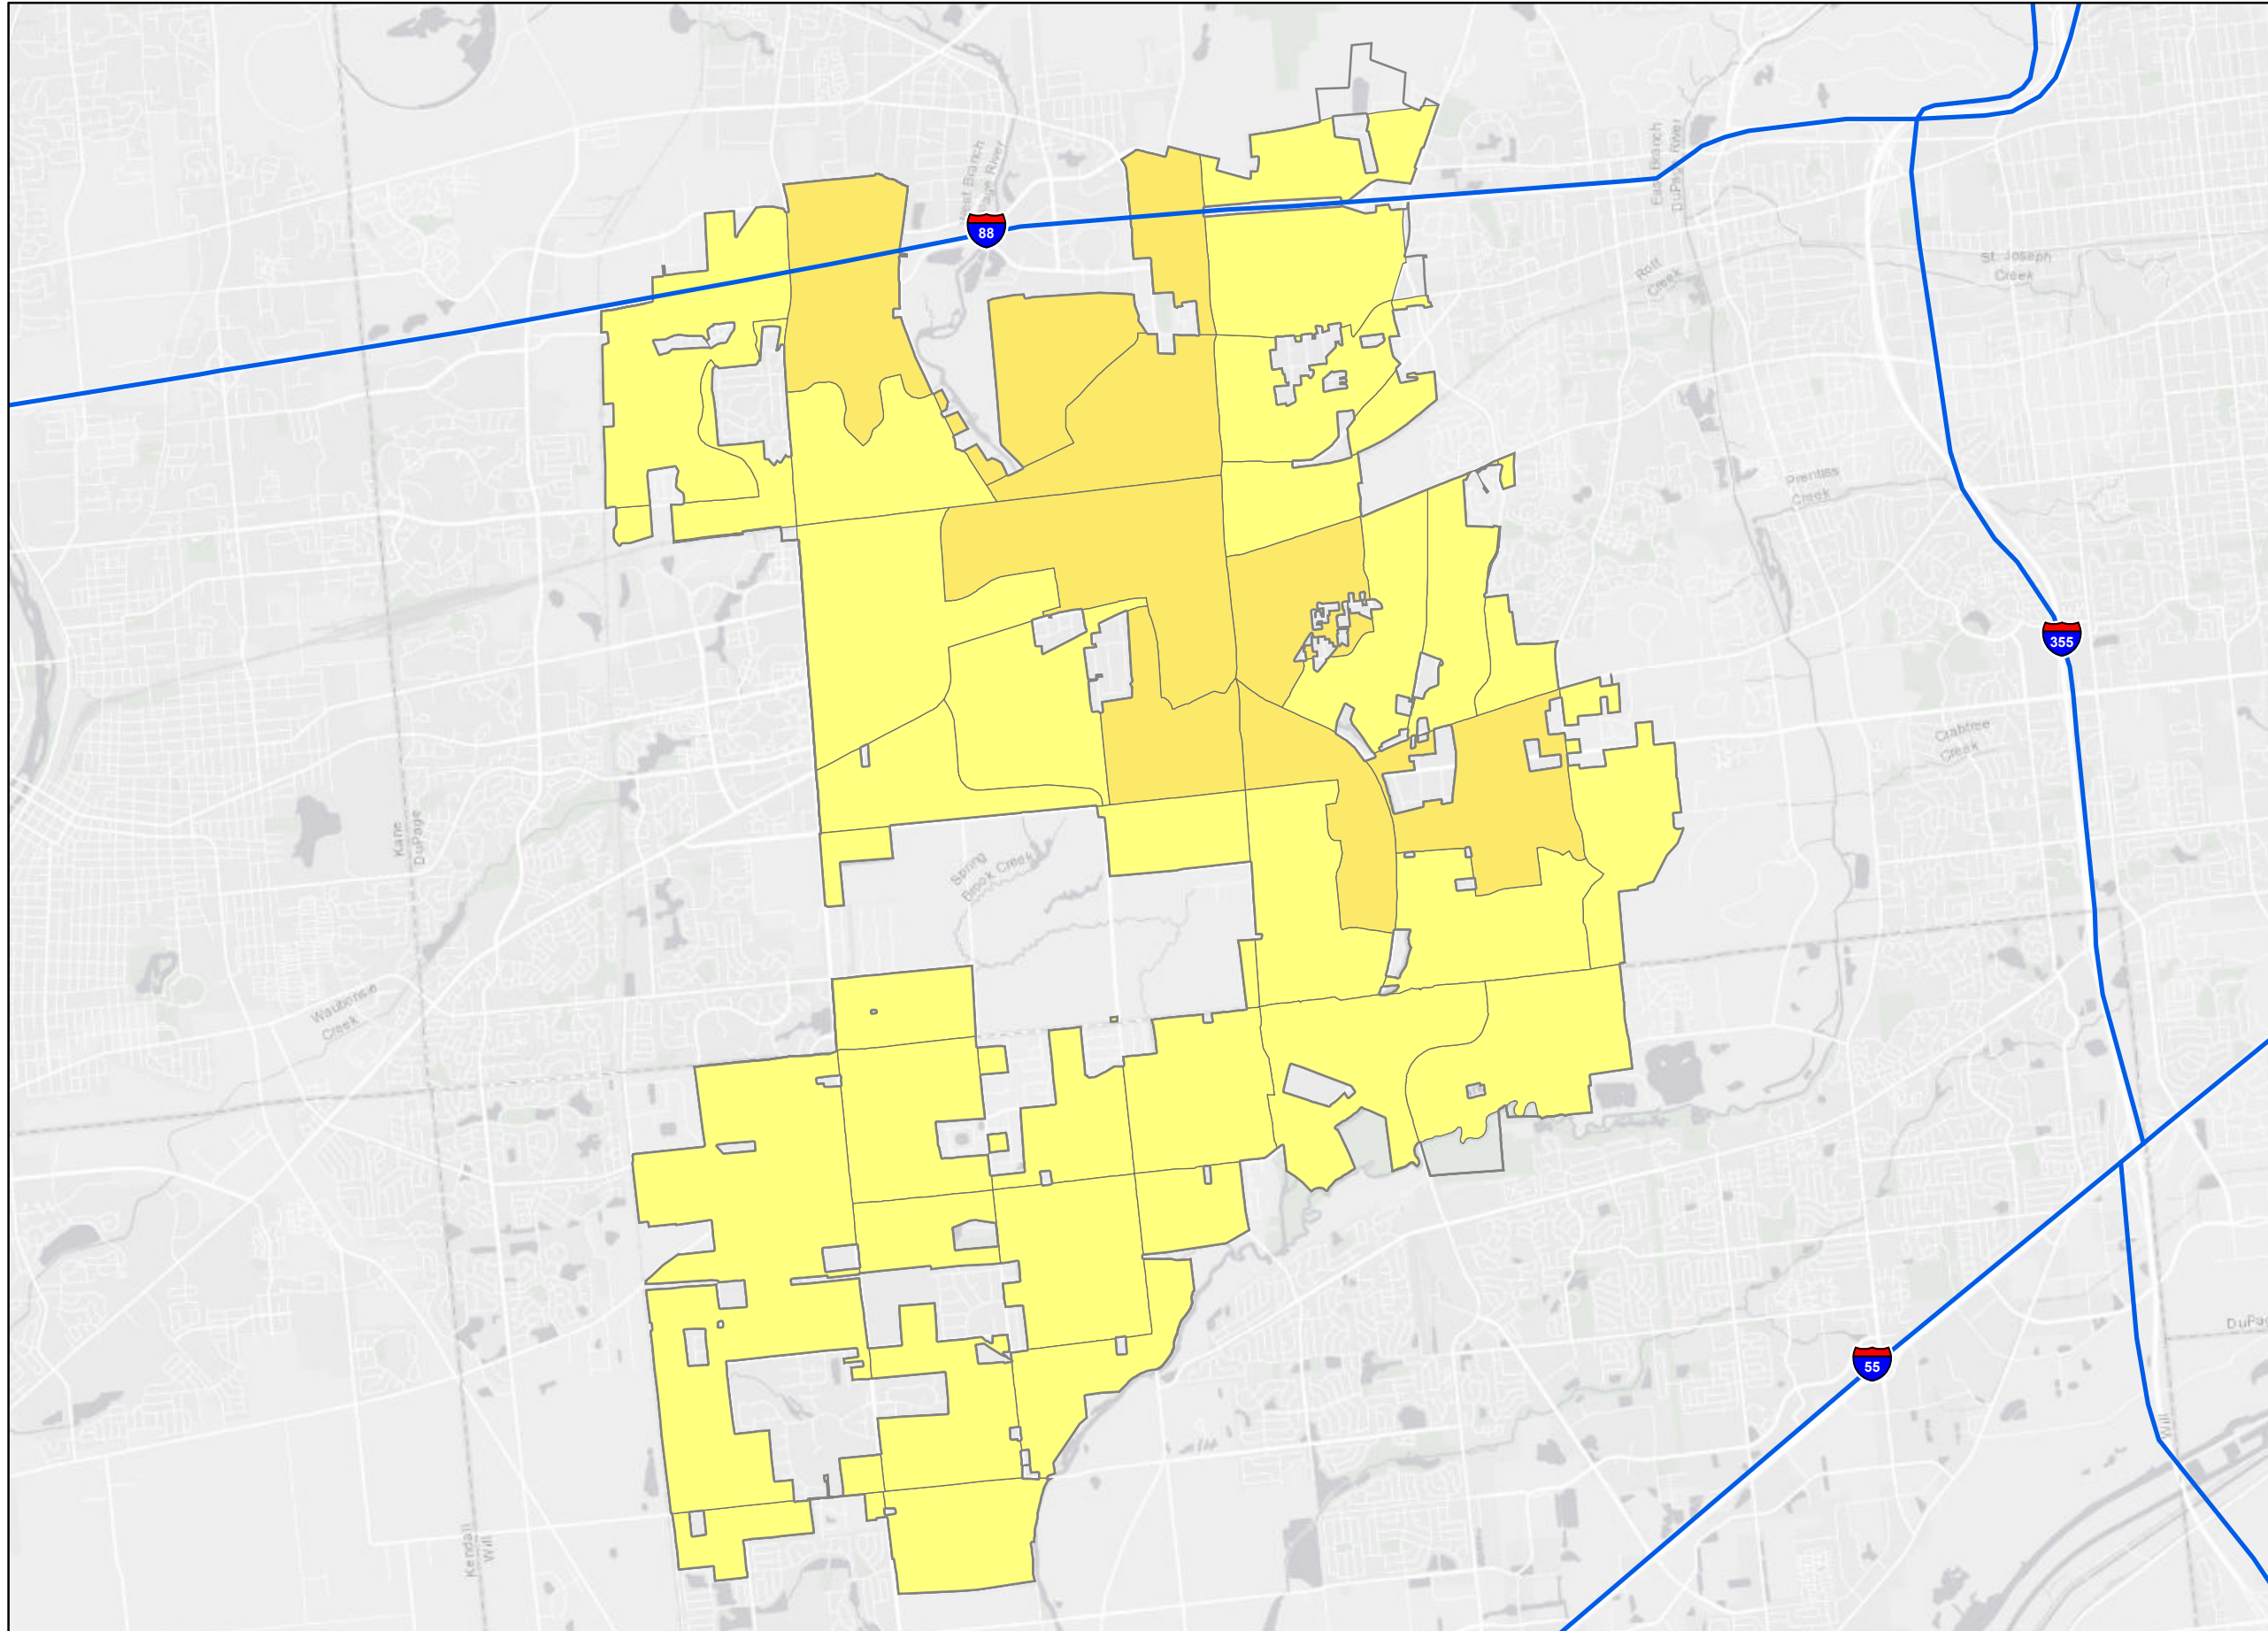 West Branch
DuPage River
88
East Branch
DuPage River
Rott
Creek
St. Joseph
Creek
Prentiss
Creek
355
Crabtree
Creek
Kane
DuPage
Spring
Brook Creek
Waubonsie
Creek
DuPag
55
Will
Kendall
Will